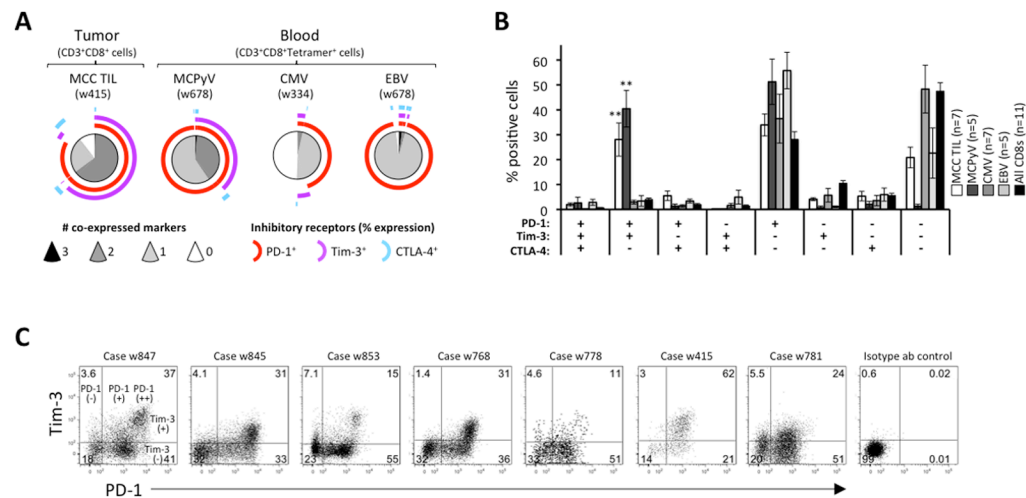 A
Tumor
(CD3+CD8+ cells)
Blood
(CD3+CD8+Tetramer+ cells)
MCC TIL
(w415)
MCPyV
(w678)
CMV
(w334)
EBV
(w678)
# co-expressed markers
3 2 1 0
Inhibitory receptors (% expression)
PD-1+ Tim-3+ CTLA-4+
B
% positive cells
60
50
40
30
20
10
0
** **
PD-1: + + + - + - - -
Tim-3: + + - + - + - -
CTLA-4: + - + + - - + -
MCC TIL (n=7)
MCPyV (n=5)
CMV (n=7)
EBV (n=5)
All CD8s (n=11)
C
Case w847 Case w845 Case w853 Case w768 Case w778 Case w415 Case w781 Isotype ab control
3.6 37 4.1 31 7.1 15 1.4 31 4.6 11 3 62 5.5 24 0.6 0.02
PD-1 PD-1 PD-1
(-) (+) (++)
Tim-3
(+)
Tim-3
(-)
18 41 33 23 55 32 36 33 51 14 21 20 51 99 0.01
Tim-3
PD-1